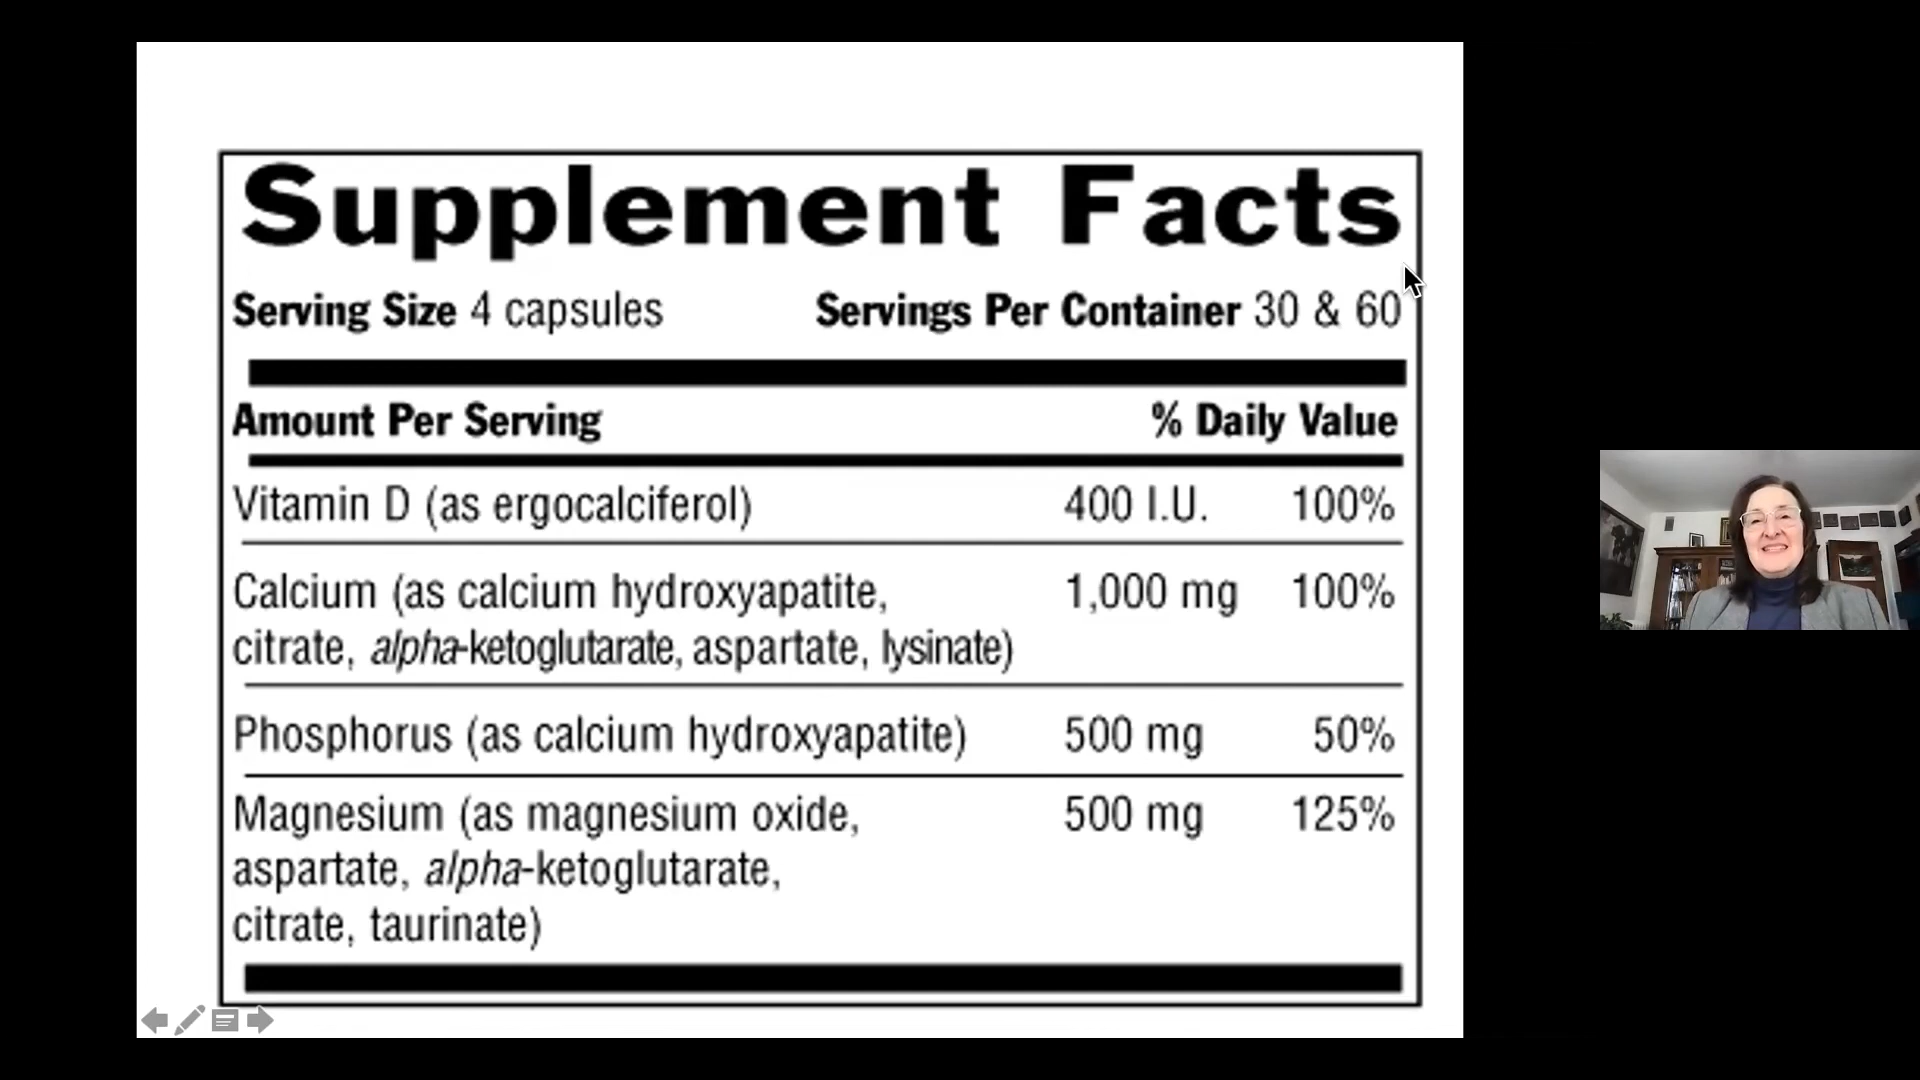 Supplement Facts
Serving Size 4 capsules Servings Per Container 30 & 60
Amount Per Serving % Daily Value
Vitamin D (as ergocalciferol) 400 I.U. 100%
Calcium (as calcium hydroxyapatite, 1,000 mg 100%
citrate, alpha-ketoglutarate, aspartate, lysinate)
Phosphorus (as calcium hydroxyapatite) 500 mg 50%
Magnesium (as magnesium oxide, 500 mg 125%
aspartate, alpha-ketoglutarate,
citrate, taurinate)